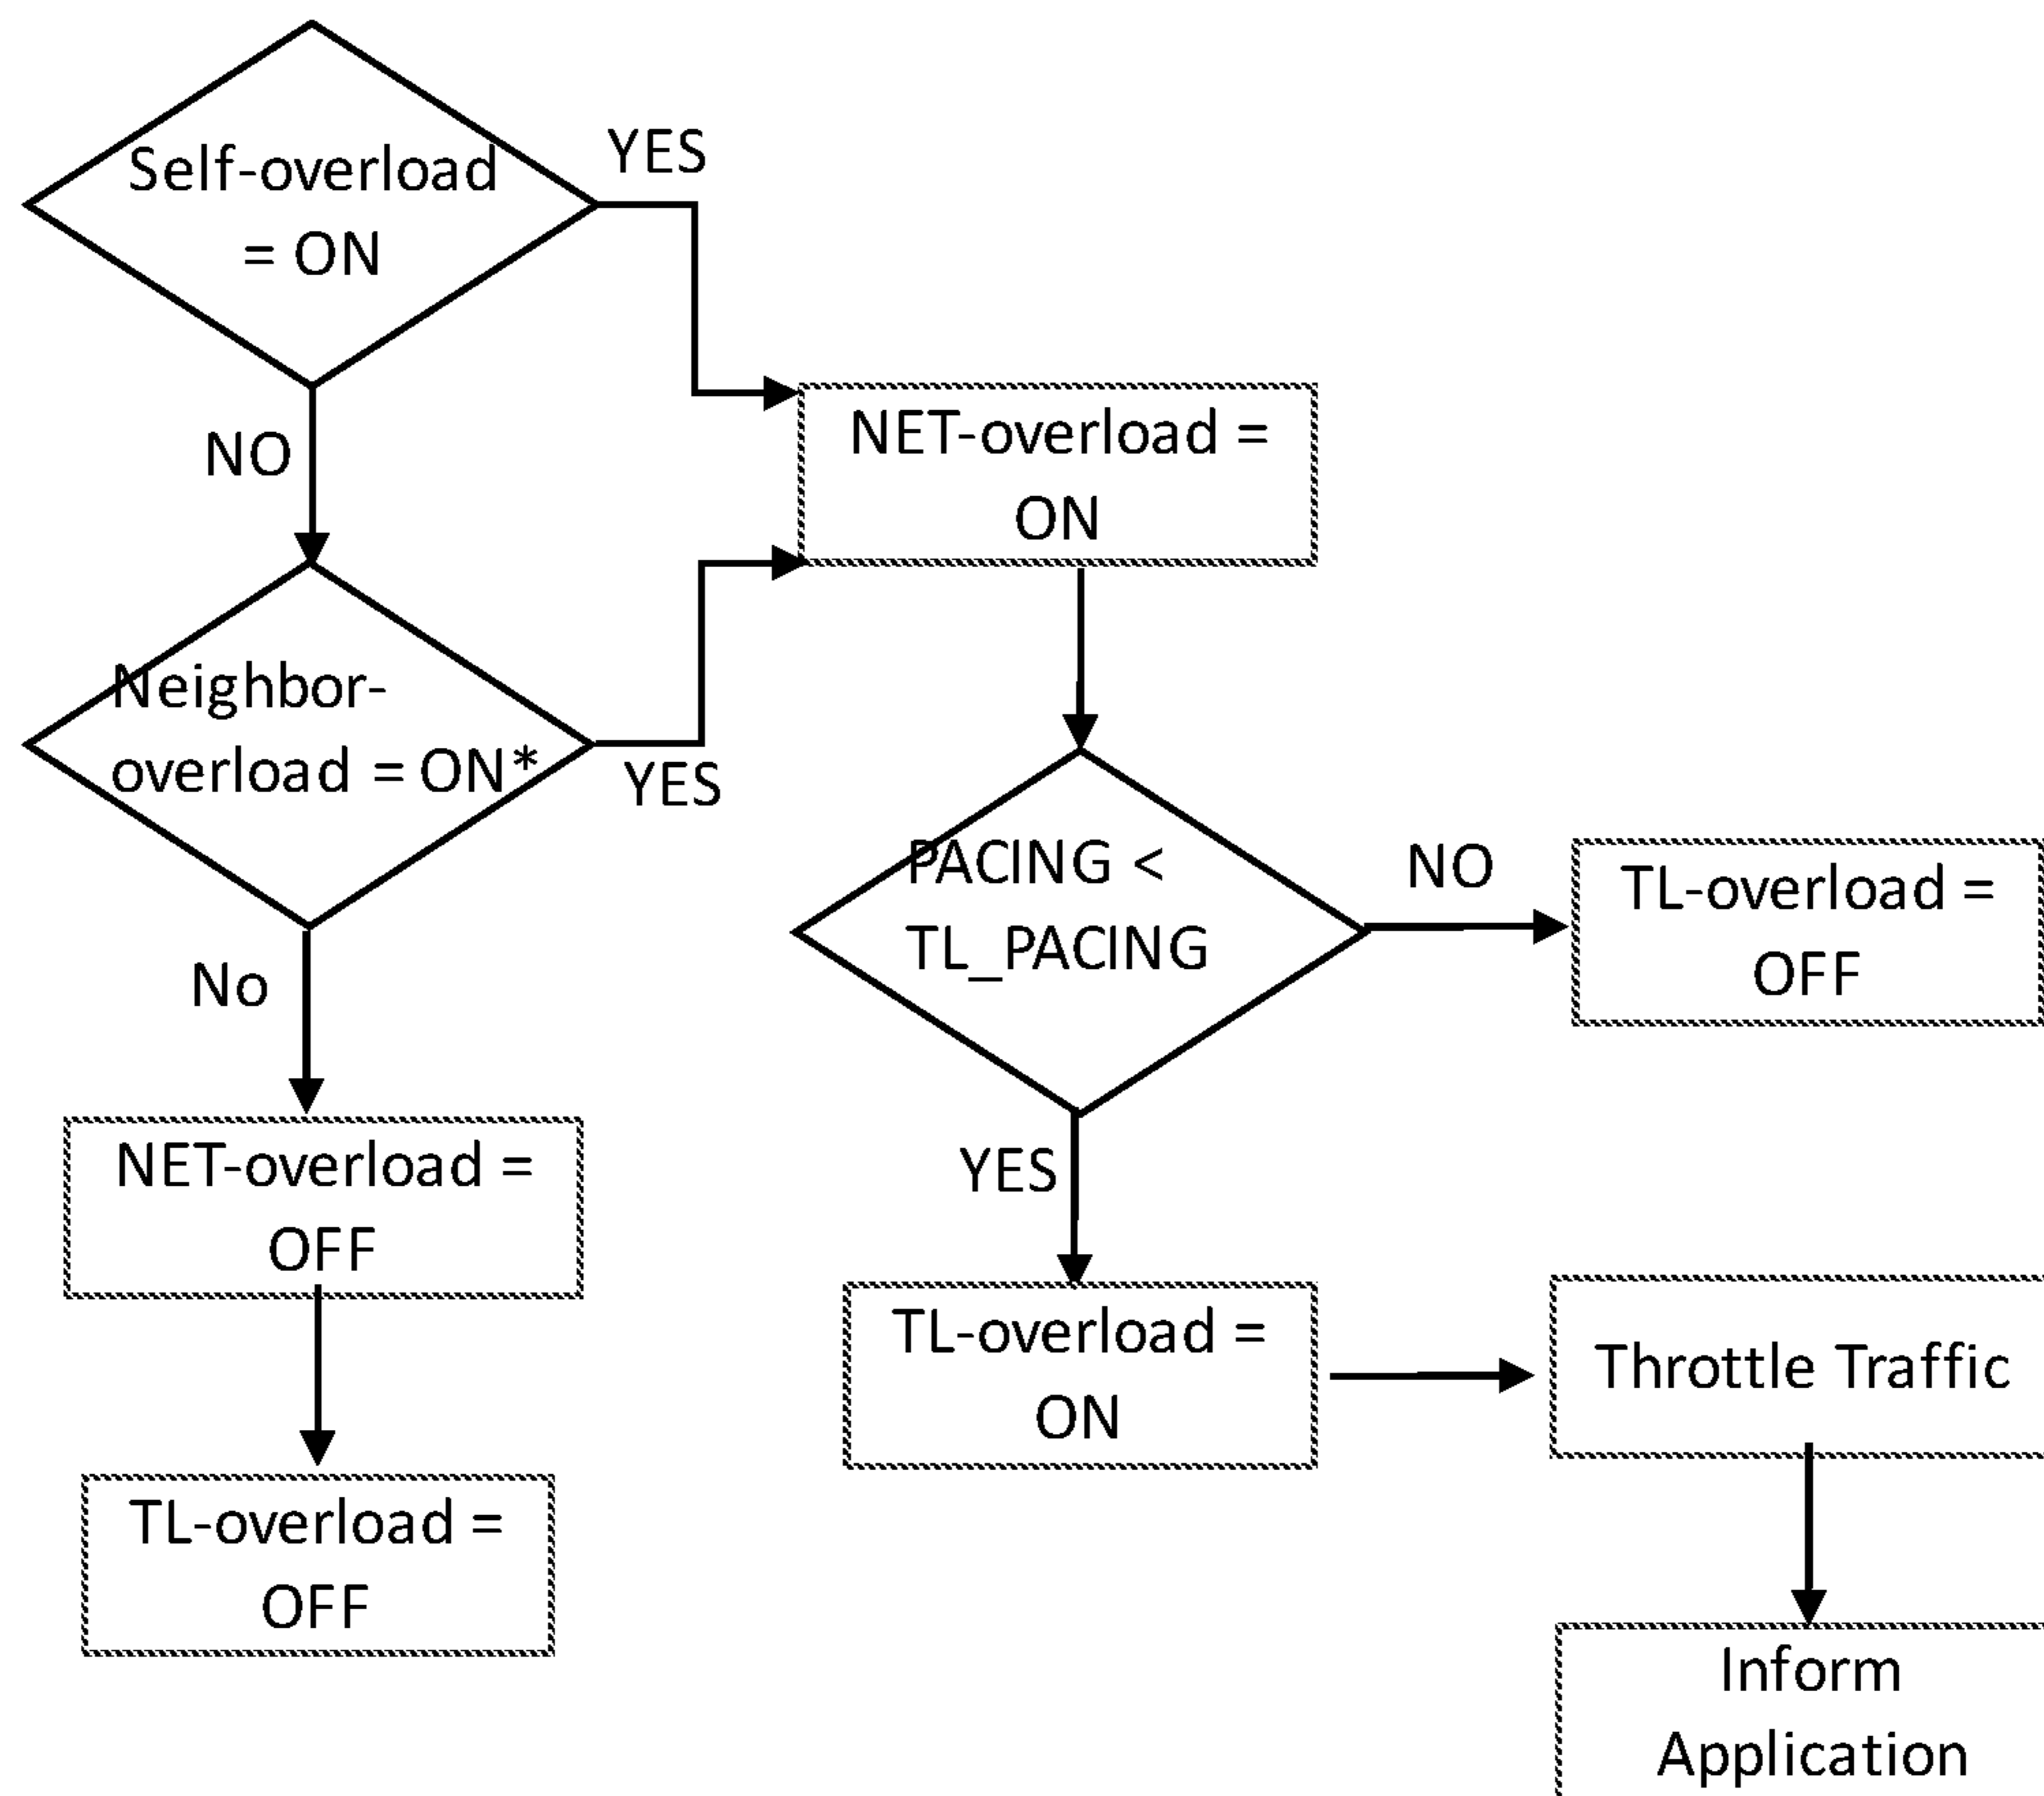 Self-overload
= ON
YES
NO
NET-overload =
ON
Neighbor-
overload = ON*
YES
PACING <
TL_PACING
NO
TL-overload =
OFF
No
NET-overload =
OFF
YES
TL-overload =
ON
Throttle Traffic
TL-overload =
OFF
Inform
Application